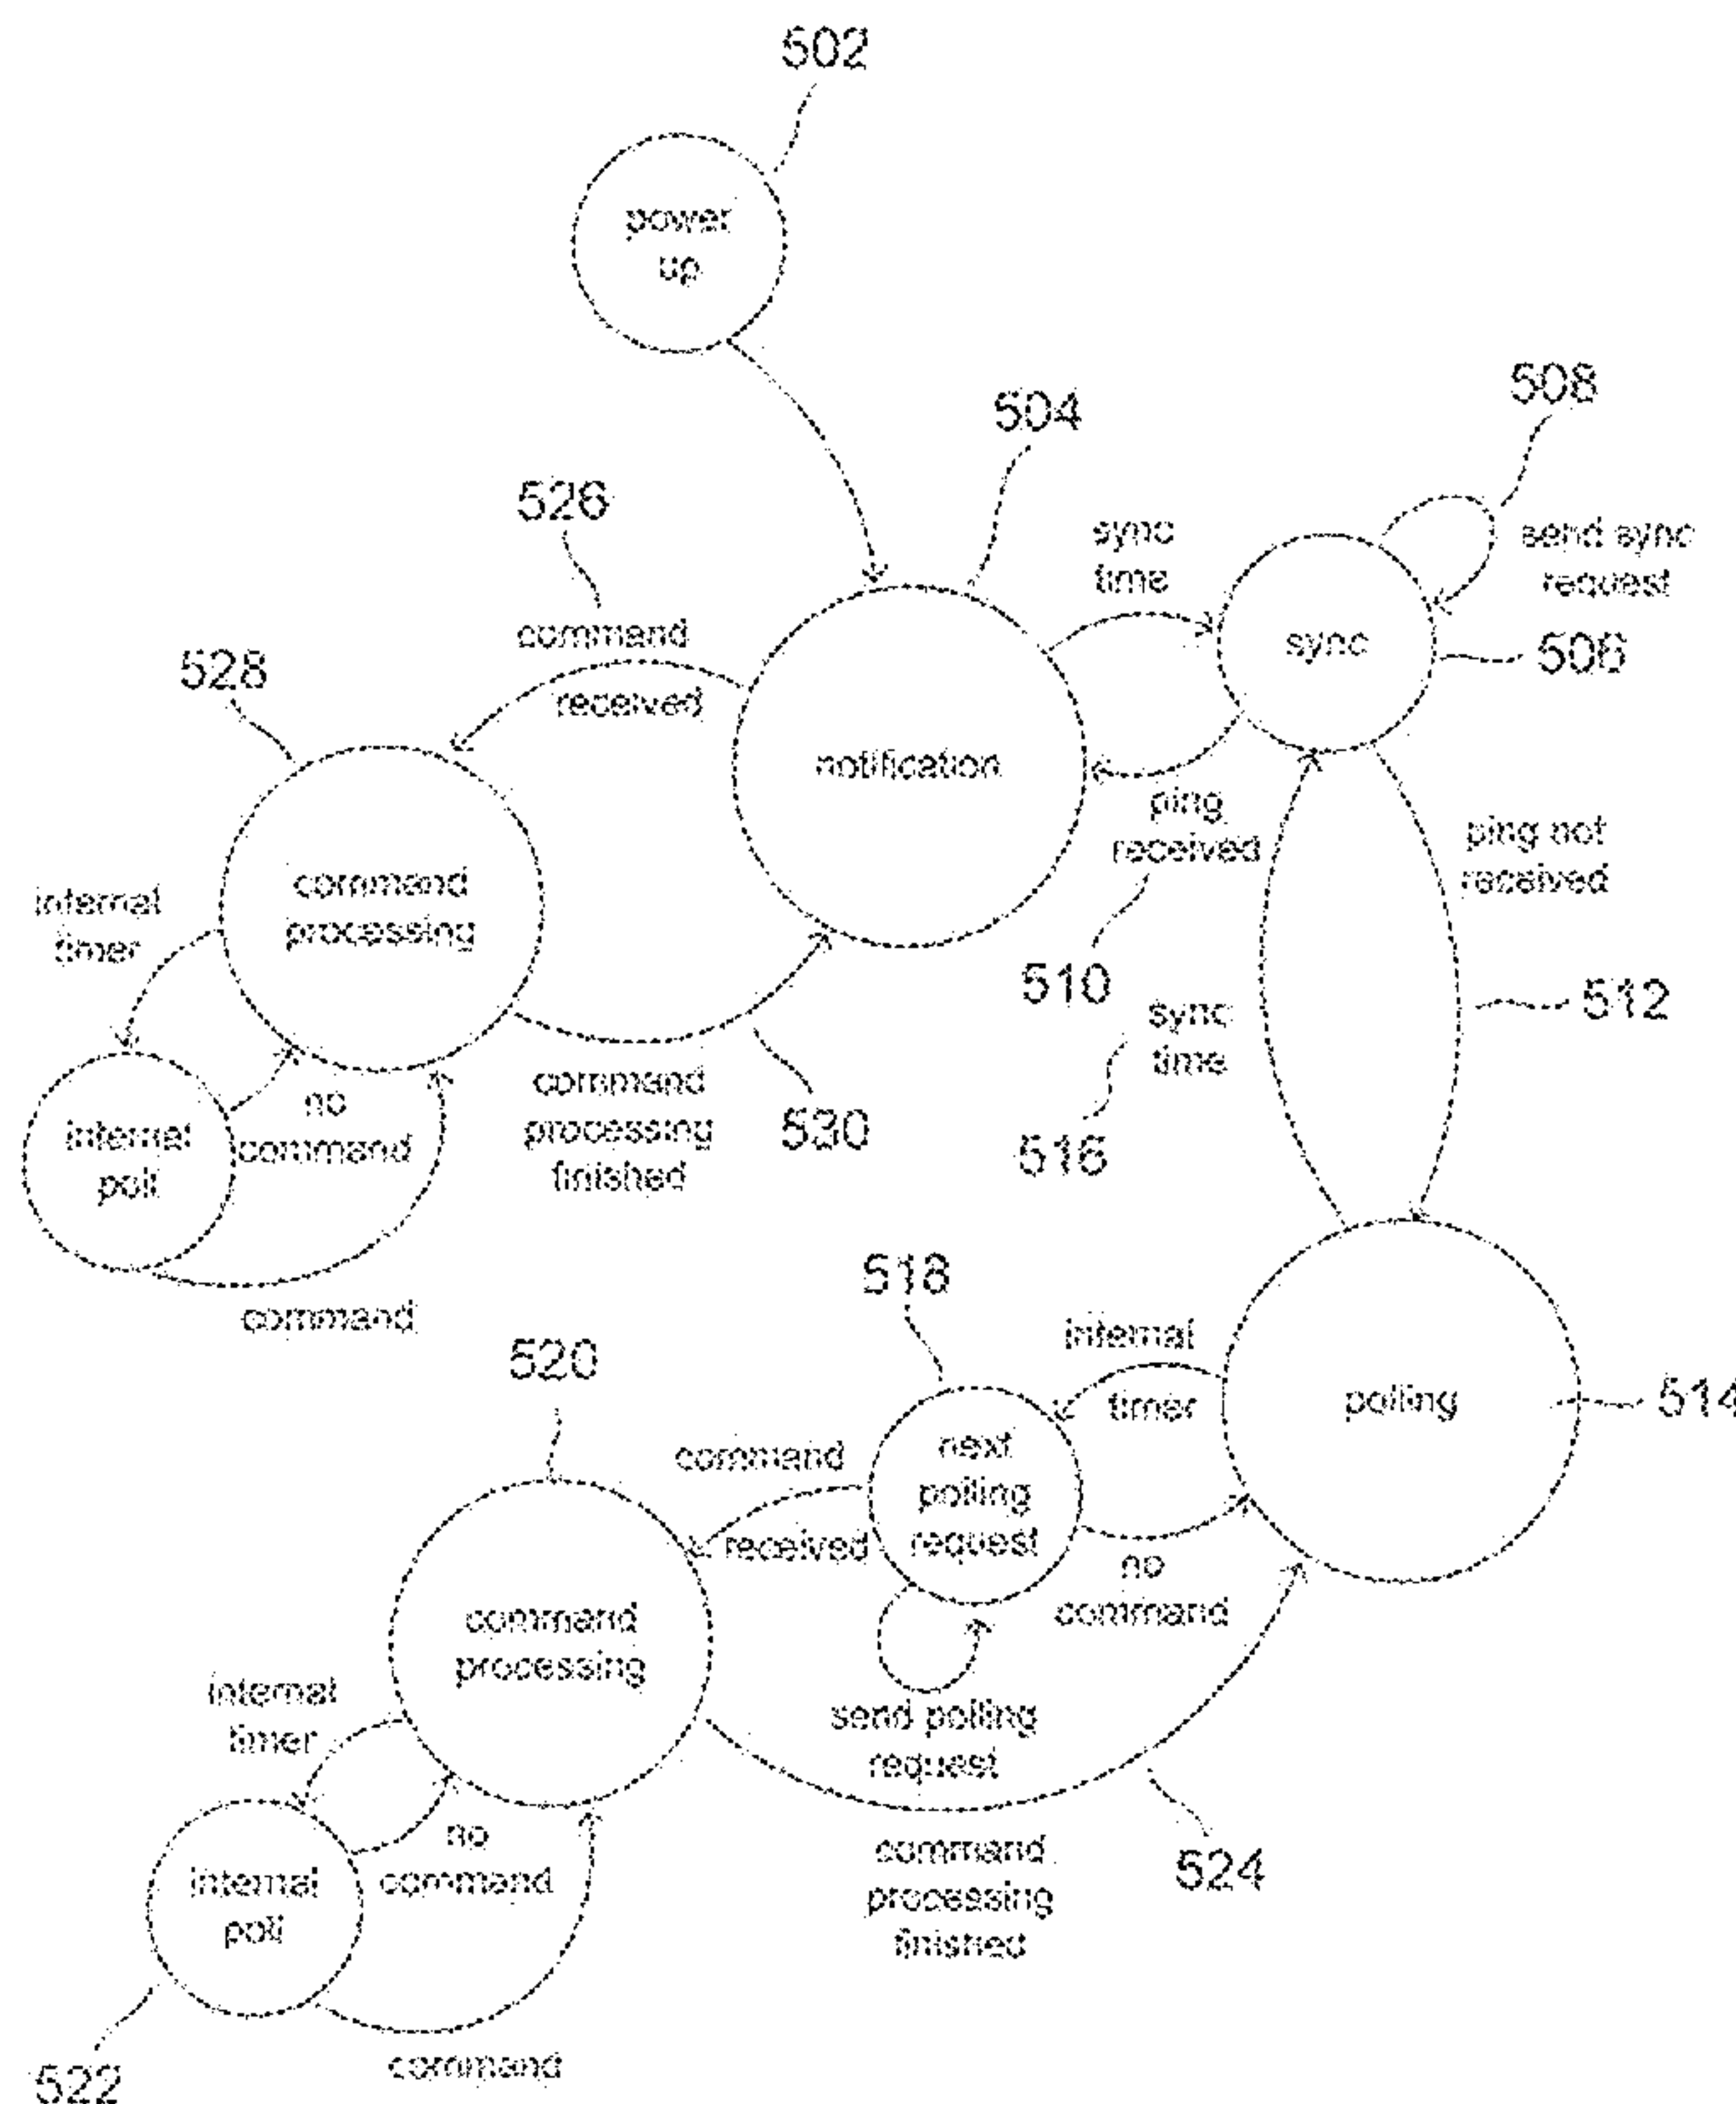 502
power
up
504
508
526
sync
time
send sync
request
command
received
sync
506
528
notification
ping
received
ping not
received
command
processing
internal
timer
510
512
sync
time
516
no
command
internal
poll
command
processing
finished
530
command
518
520
internal
timer
polling
514
command
received
next
polling
request
no
command
command
processing
send polling
request
internal
timer
no
command
command
processing
finished
524
internal
poll
522
command